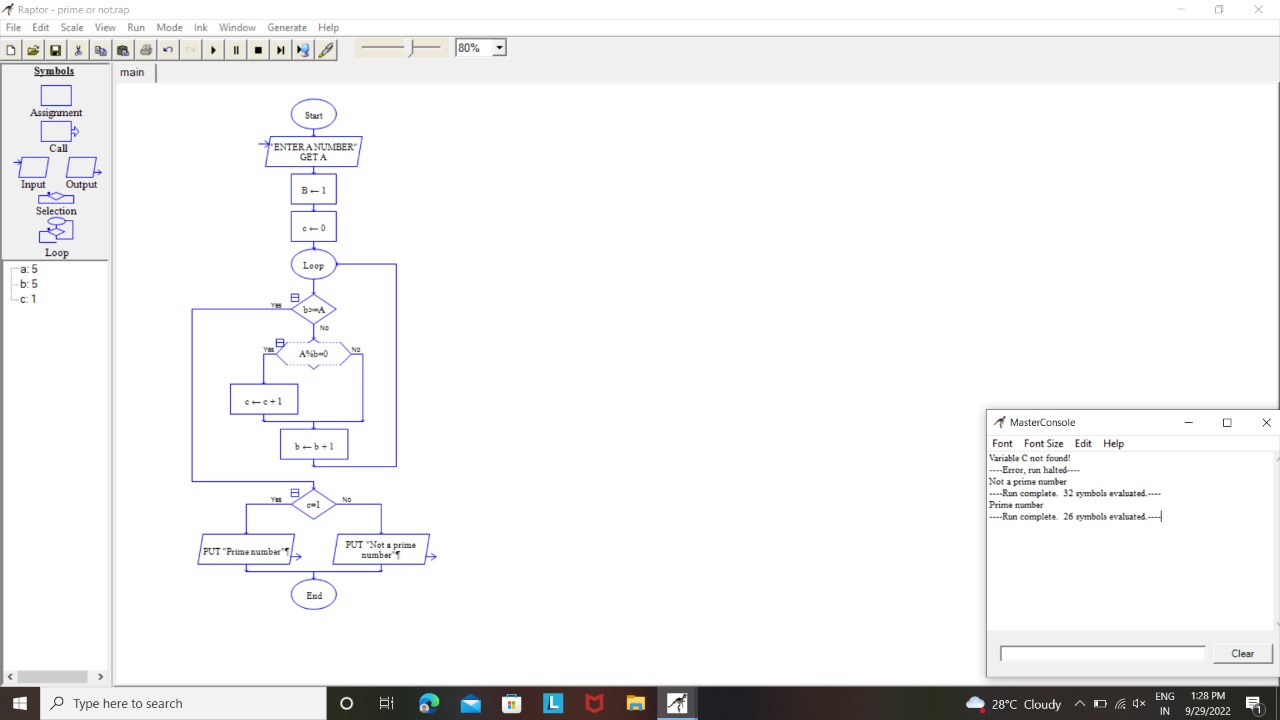 Raptor - prime or not.rap
File Edit Scale View Run Mode Ink Window Generate Help
80%
Symbols
main
Assignment
Call
Input Output
Selection
Loop
a: 5
b: 5
c: 1
Start
"ENTER A NUMBER"
GET A
B ← 1
c ← 0
Loop
Yes
b>=A
No
Yes
A%b=0
No
c ← c + 1
b ← b + 1
Yes
c=1
No
PUT "Prime number"¶
PUT "Not a prime
number"¶
End
MasterConsole
Font Font Size Edit Help
Variable C not found!
----Error, run halted----
Not a prime number
----Run complete. 32 symbols evaluated.----
Prime number
----Run complete. 26 symbols evaluated.----
Clear
Type here to search
L
28°C Cloudy
ENG
IN
1:28 PM
9/29/2022
1